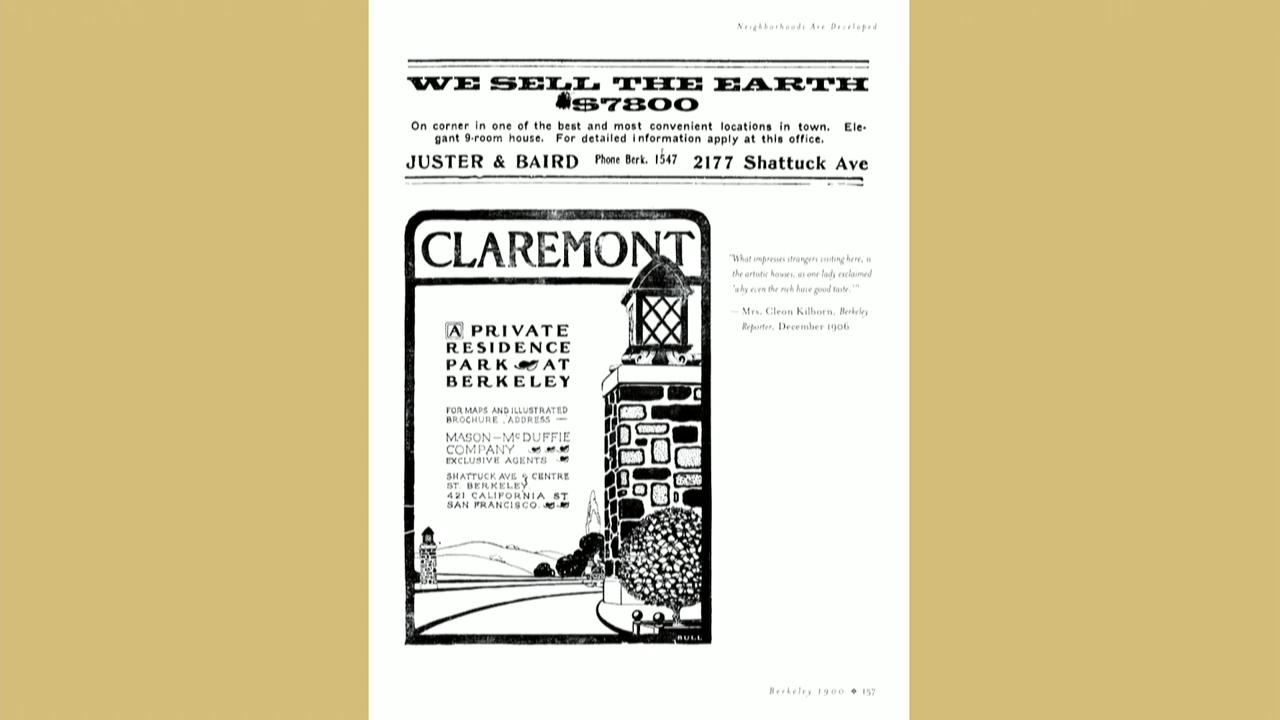 Neighborhoods Are Developed
WE SELL THE EARTH
$7800
On corner in one of the best and most convenient locations in town. Ele-
gant 9-room house. For detailed information apply at this office.
JUSTER & BAIRD Phone Berk. 1547 2177 Shattuck Ave
CLAREMONT
A PRIVATE
RESIDENCE
PARK AT
BERKELEY
FOR MAPS AND ILLUSTRATED
BROCHURE, ADDRESS —
MASON-McDUFFIE
COMPANY
EXCLUSIVE AGENTS
SHATTUCK AVE & CENTRE
ST. BERKELEY.
421 CALIFORNIA ST
SAN FRANCISCO.
BULL
"What impresses strangers visiting here, is
the artistic houses, as one lady exclaimed
'why even the rich have good taste.'"
— Mrs. Cleon Kilborn, Berkeley
Reporter, December 1906
Berkeley 1900 ❖ 157